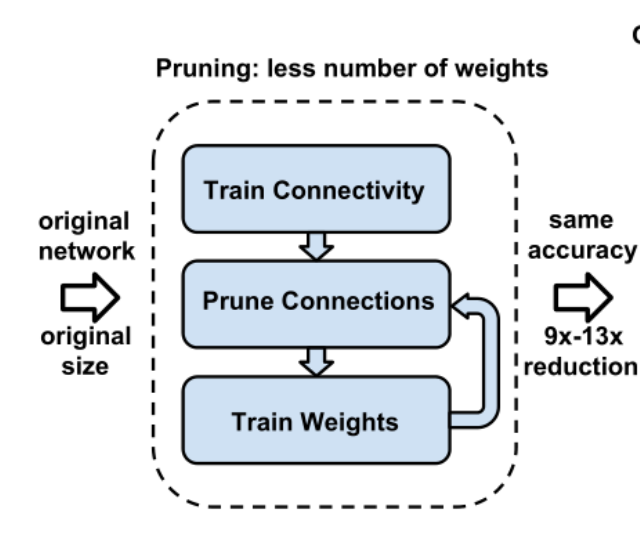 Pruning: less number of weights
Train Connectivity
original
network
original
size
Prune Connections
Train Weights
same
accuracy
9x-13x
reduction